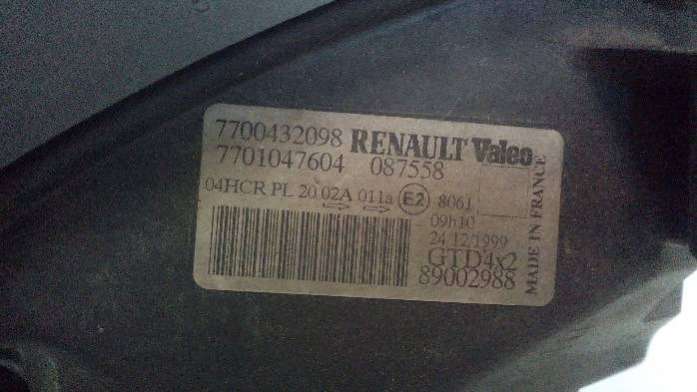 7700432098 RENAULT Valeo
7701047604 087558
04HCR PL 20 02A 011a E2 8061
09h10
24/12/1999
GTD4x2
89002988
MADE IN FRANCE